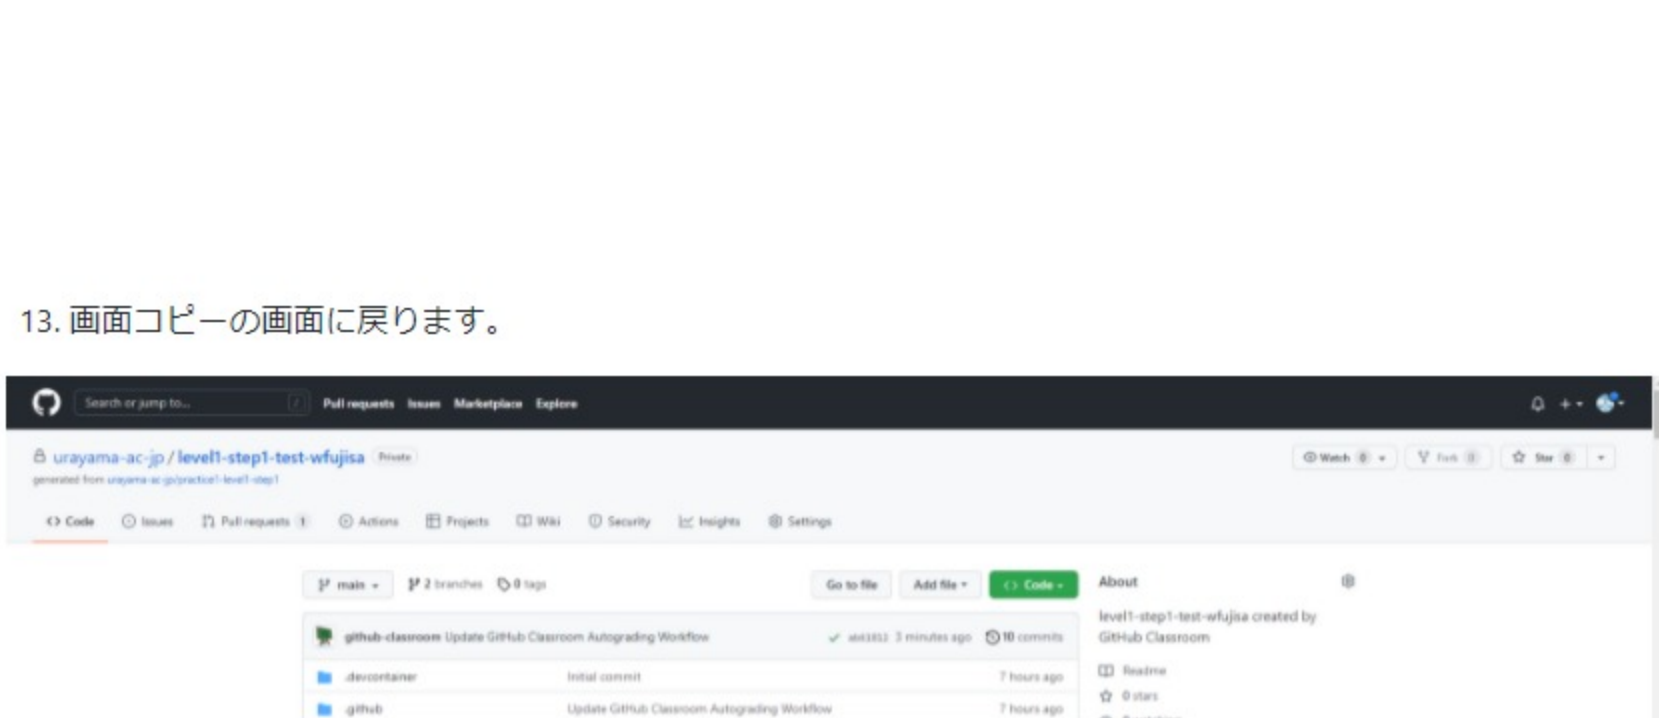 13. 画面コピーの画面に戻ります。
Search or jump to... /
Pull requests Issues Marketplace Explore
urayama-ac-jp / level1-step1-test-wfujisa Private
Watch 0 Fork 0 Star 0
generated from urayama-ac-jp/practice1-level1-step1
<> Code Issues Pull requests 1 Actions Projects Wiki Security Insights Settings
main 2 branches 0 tags Go to file Add file <> Code
About
level1-step1-test-wfujisa created by
GitHub Classroom
github-classroom Update GitHub Classroom Autograding Workflow 3 minutes ago 10 commits
.devcontainer Initial commit 7 hours ago
Readme
0 stars
.github Update GitHub Classroom Autograding Workflow 7 hours ago